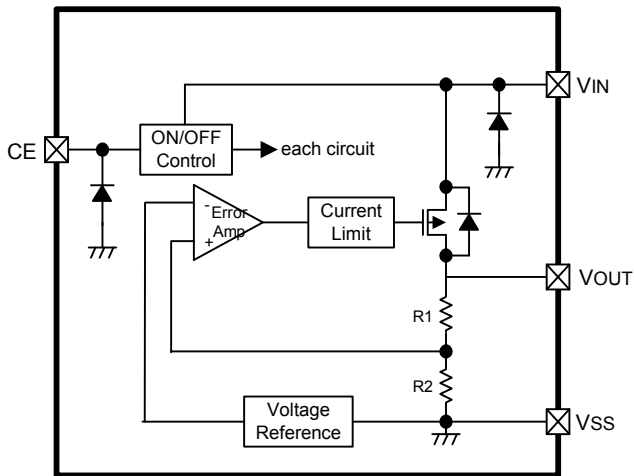 VIN
CE
ON/OFF
Control
each circuit
- Error
+ Amp
Current
Limit
VOUT
R1
R2
Voltage
Reference
VSS